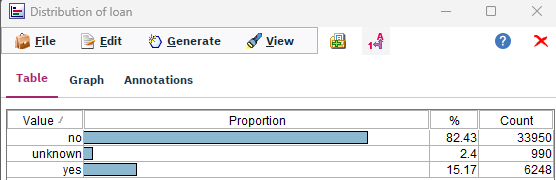 Distribution of loan
File Edit Generate View
Table Graph Annotations
Value Proportion % Count
no 82.43 33950
unknown 2.4 990
yes 15.17 6248